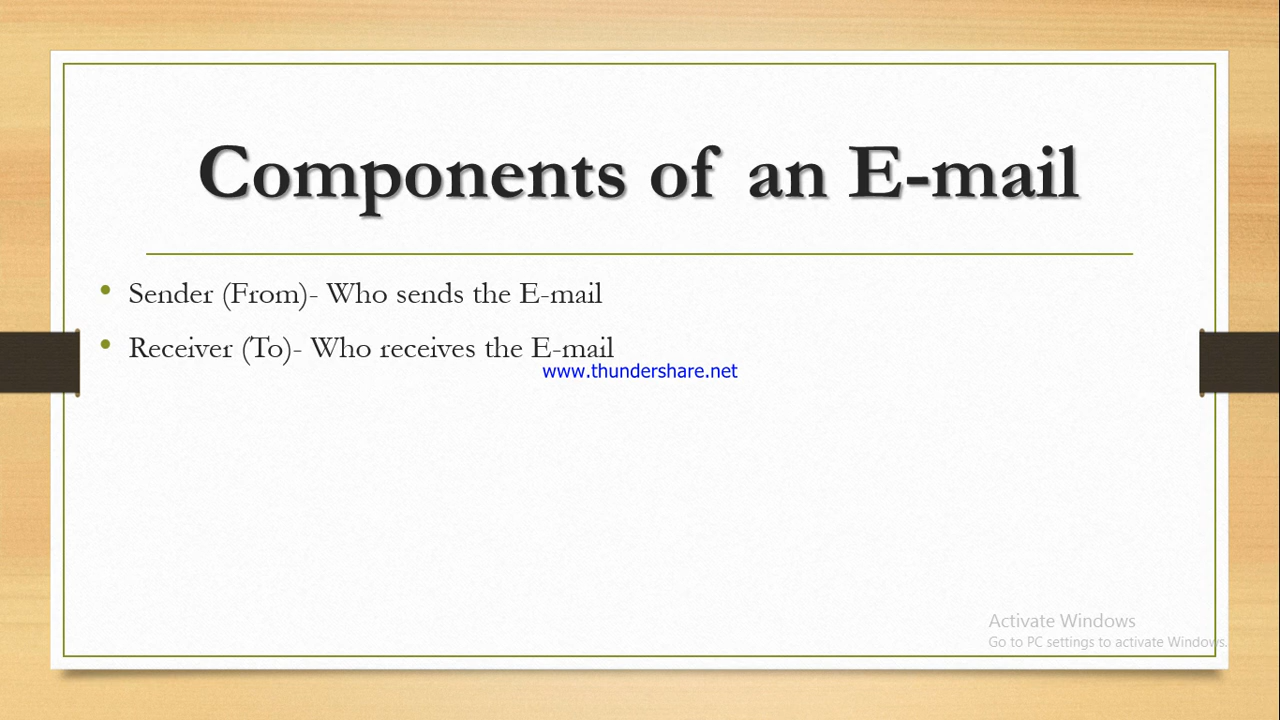 Components of an E-mail
• Sender (From)- Who sends the E-mail
• Receiver (To)- Who receives the E-mail
www.thundershare.net
Activate Windows
Go to PC settings to activate Windows.